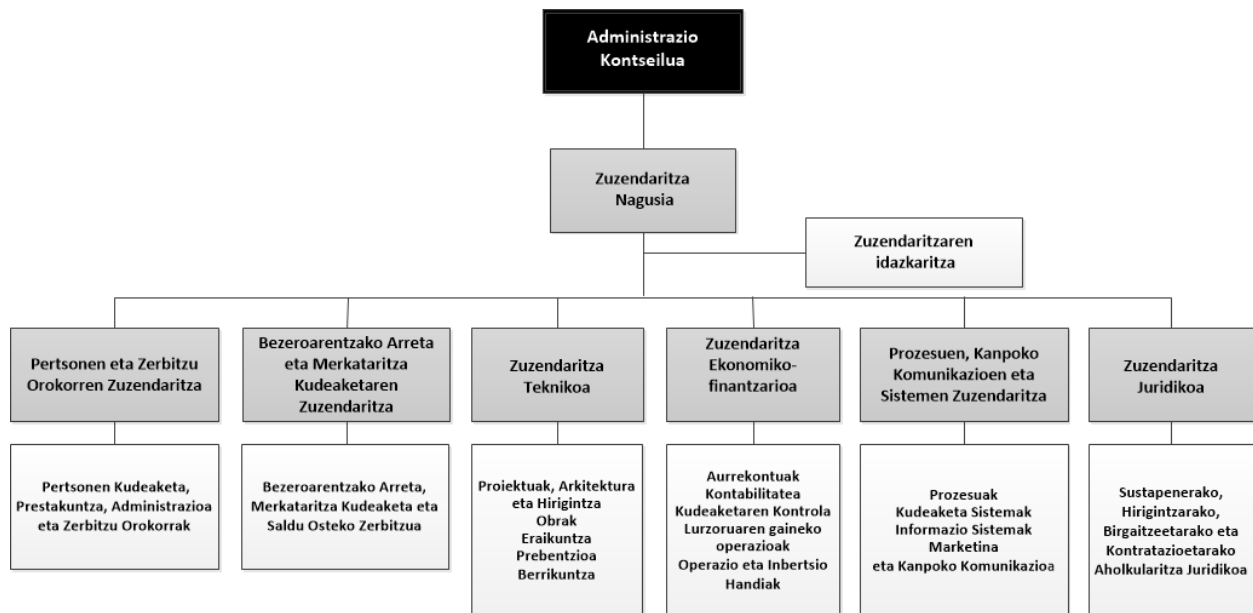 Administrazio
Kontseilua
Zuzendaritza
Nagusia
Zuzendaritzaren
idazkaritza
Pertsonen eta Zerbitzu
Orokorren Zuzendaritza
Bezeroarentzako Arreta
eta Merkataritza
Kudeaketaren
Zuzendaritza
Zuzendaritza
Teknikoa
Zuzendaritza
Ekonomiko-
finantzarioa
Prozesuen, Kanpoko
Komunikazioen eta
Sistemen Zuzendaritza
Zuzendaritza
Juridikoa
Pertsonen Kudeaketa,
Prestakuntza, Administrazioa
eta Zerbitzu Orokorrak
Bezeroarentzako Arreta,
Merkataritza Kudeaketa eta
Saldu Osteko Zerbitzua
Proiektuak, Arkitektura
eta Hirigintza
Obrak
Eraikuntza
Prebentzioa
Berrikuntza
Aurrekontuak
Kontabilitatea
Kudeaketaren Kontrola
Lurzoruaren gaineko
operazioak
Operazio eta Inbertsio
Handiak
Prozesuak
Kudeaketa Sistemak
Informazio Sistemak
Marketina
eta Kanpoko Komunikazioa
Sustapenerako,
Hirigintzarako,
Birgaitzeetarako eta
Kontratazioetarako
Aholkularitza Juridikoa